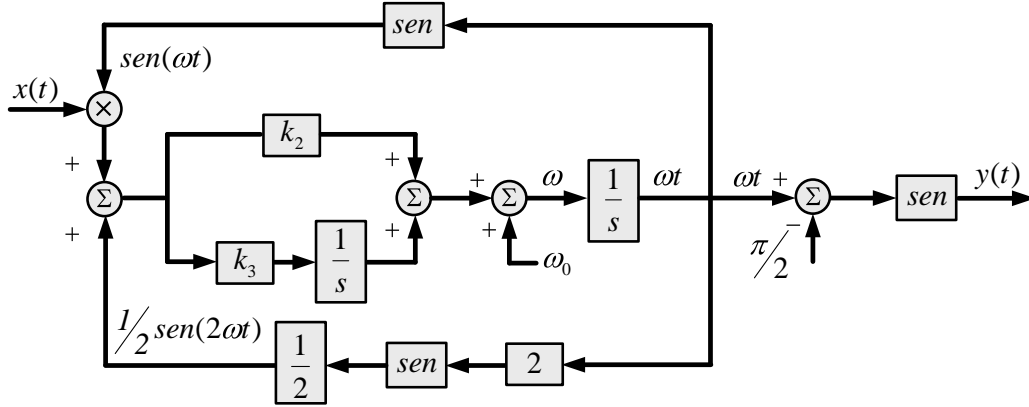 sen
sen(ωt)
x(t)
×
+
k₂
+
Σ
+
+
Σ
+
Σ
+
ω
1/s
ωt
ωt
+
Σ
−
π/2
sen
y(t)
+
k₃
1/s
ω₀
1/2 sen(2ωt)
1/2
sen
2